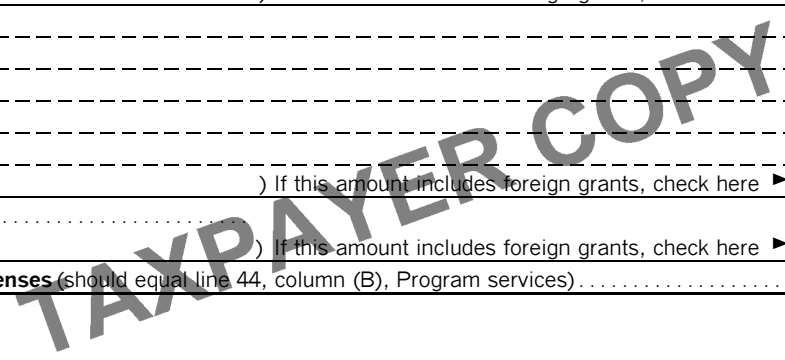 ) If this amount includes foreign grants, check here ►
) If this amount includes foreign grants, check here ►
enses (should equal line 44, column (B), Program services)
TAXPAYER COPY